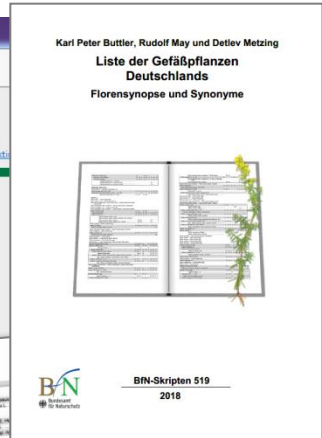 Karl Peter Buttler, Rudolf May und Detlev Metzing
Liste der Gefäßpflanzen
Deutschlands
Florensynopse und Synonyme
BfN
Bundesamt
für Naturschutz
BfN-Skripten 519
2018